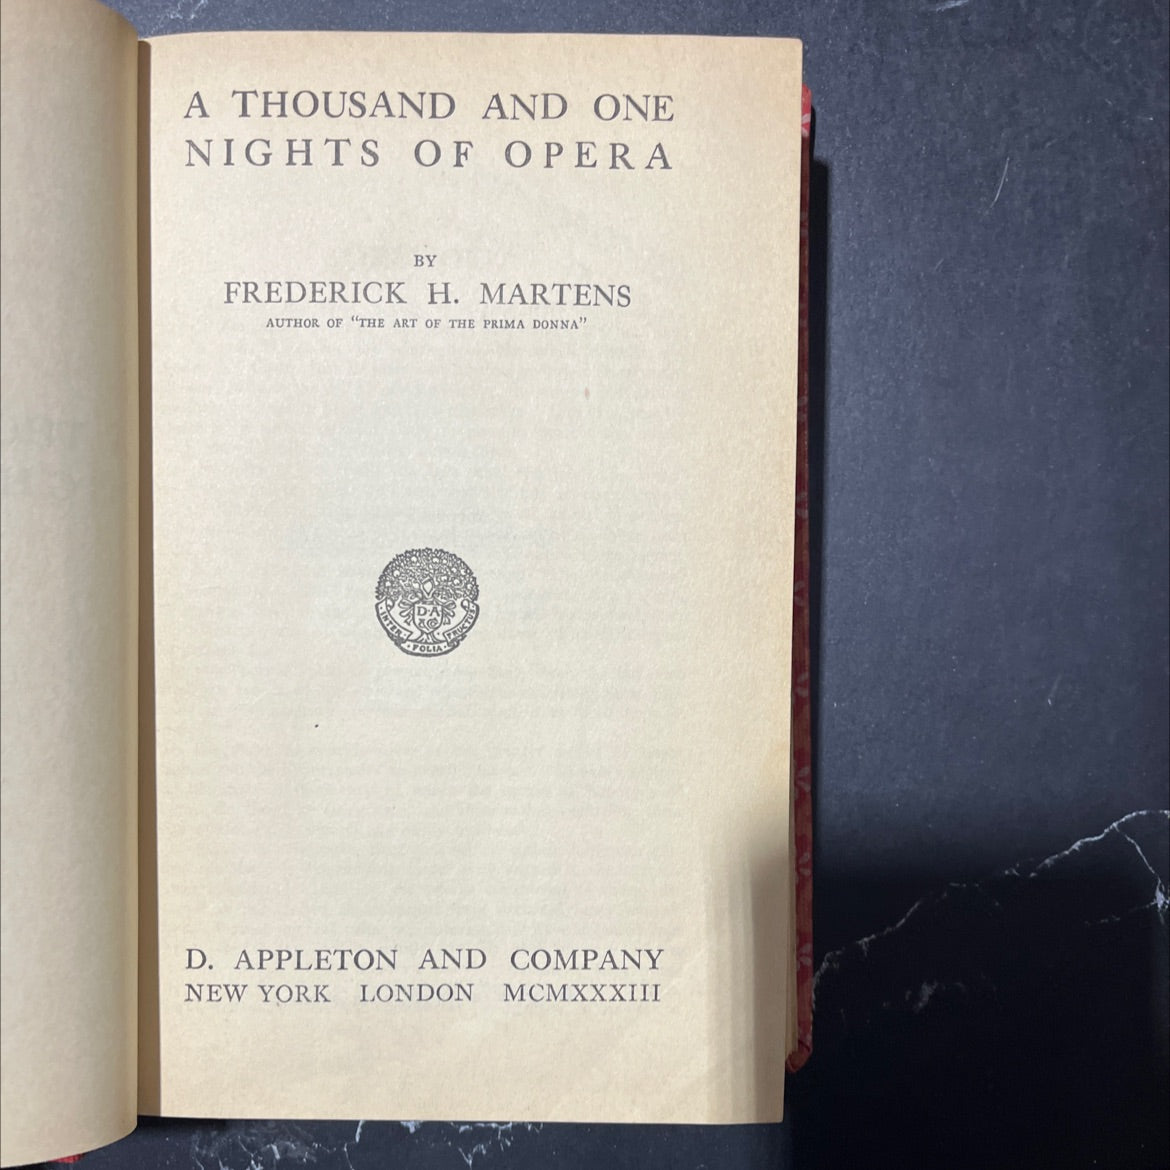 A THOUSAND AND ONE
NIGHTS OF OPERA
BY
FREDERICK H. MARTENS
AUTHOR OF "THE ART OF THE PRIMA DONNA"
D·A
&C
·INTER·
·FOLIA·
FRUCTUS·
D. APPLETON AND COMPANY
NEW YORK LONDON MCMXXXIII